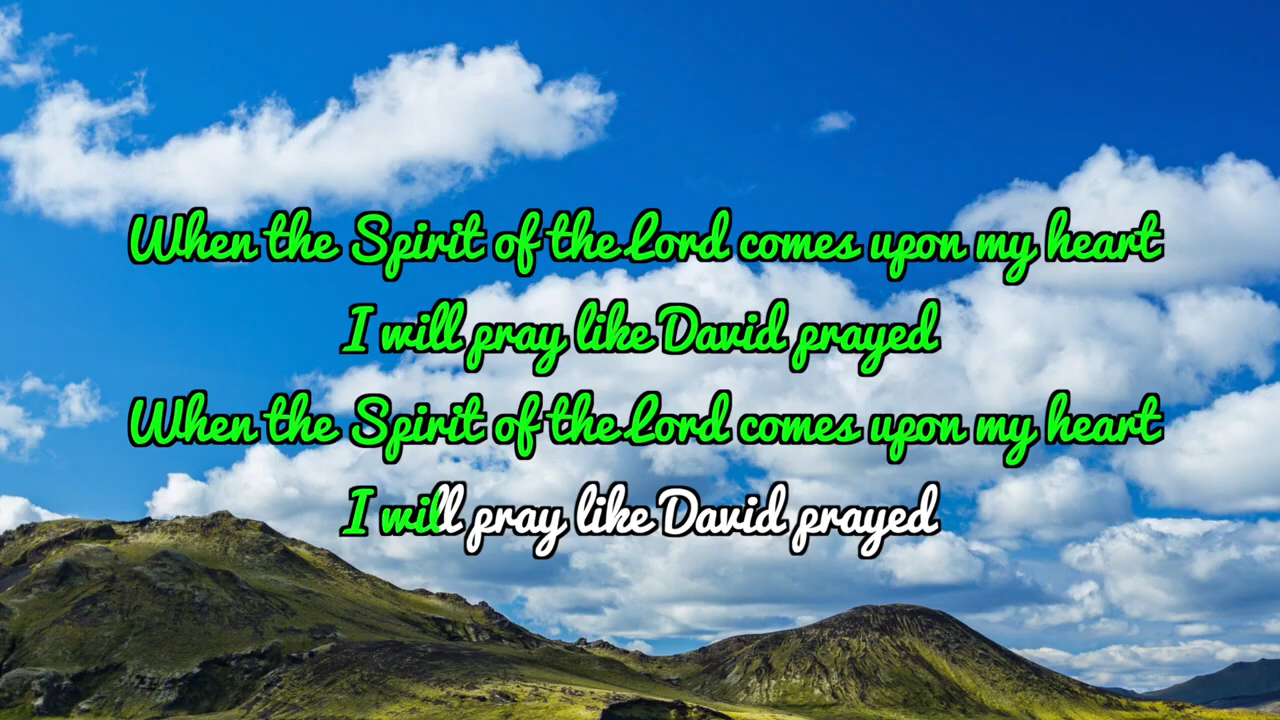 When the Spirit of the Lord comes upon my heart
I will pray like David prayed
When the Spirit of the Lord comes upon my heart
I will pray like David prayed